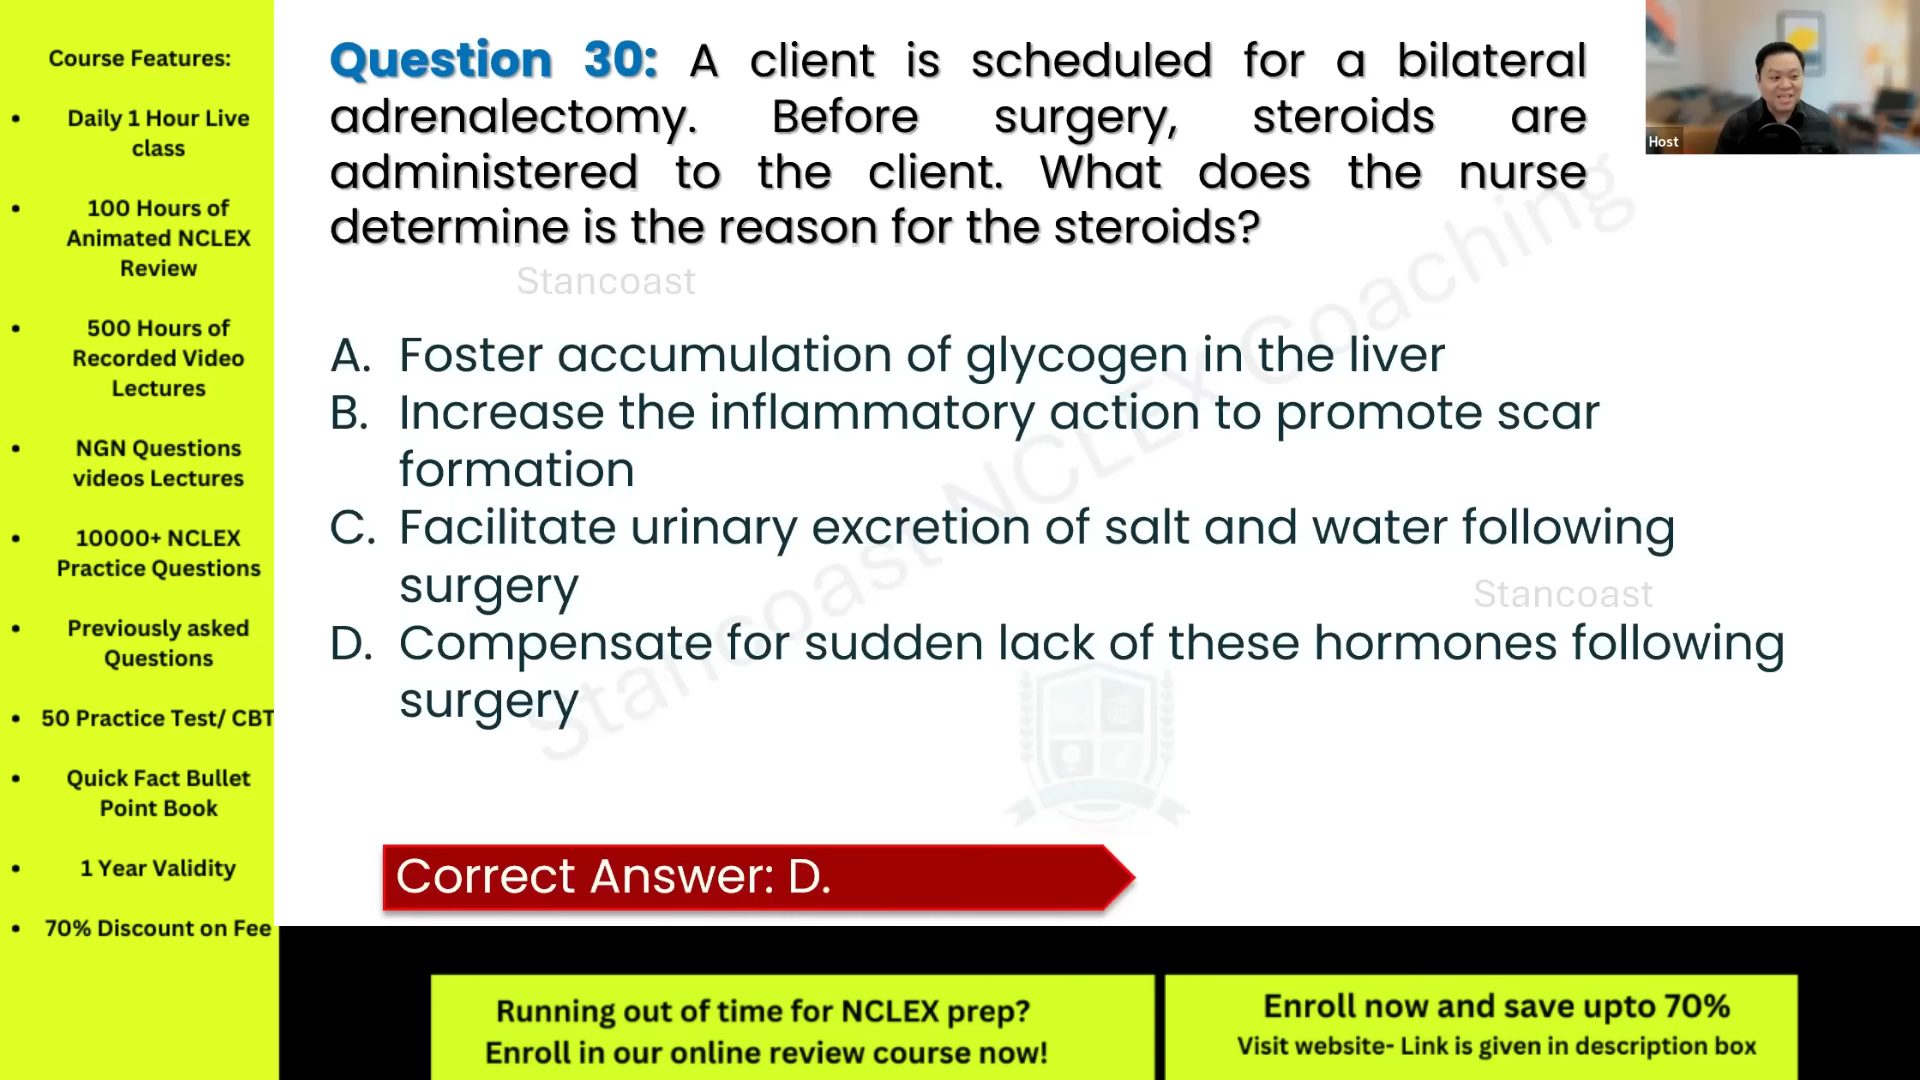 Course Features:
• Daily 1 Hour Live
class
• 100 Hours of
Animated NCLEX
Review
• 500 Hours of
Recorded Video
Lectures
• NGN Questions
videos Lectures
• 10000+ NCLEX
Practice Questions
• Previously asked
Questions
• 50 Practice Test/ CBT
• Quick Fact Bullet
Point Book
• 1 Year Validity
• 70% Discount on Fee
Question 30: A client is scheduled for a bilateral
adrenalectomy. Before surgery, steroids are
administered to the client. What does the nurse
determine is the reason for the steroids?
Stancoast
A. Foster accumulation of glycogen in the liver
B. Increase the inflammatory action to promote scar
formation
C. Facilitate urinary excretion of salt and water following
surgery
Stancoast
D. Compensate for sudden lack of these hormones following
surgery
Stancoast NCLEX Coaching
Correct Answer: D.
Host
Running out of time for NCLEX prep?
Enroll in our online review course now!
Enroll now and save upto 70%
Visit website- Link is given in description box